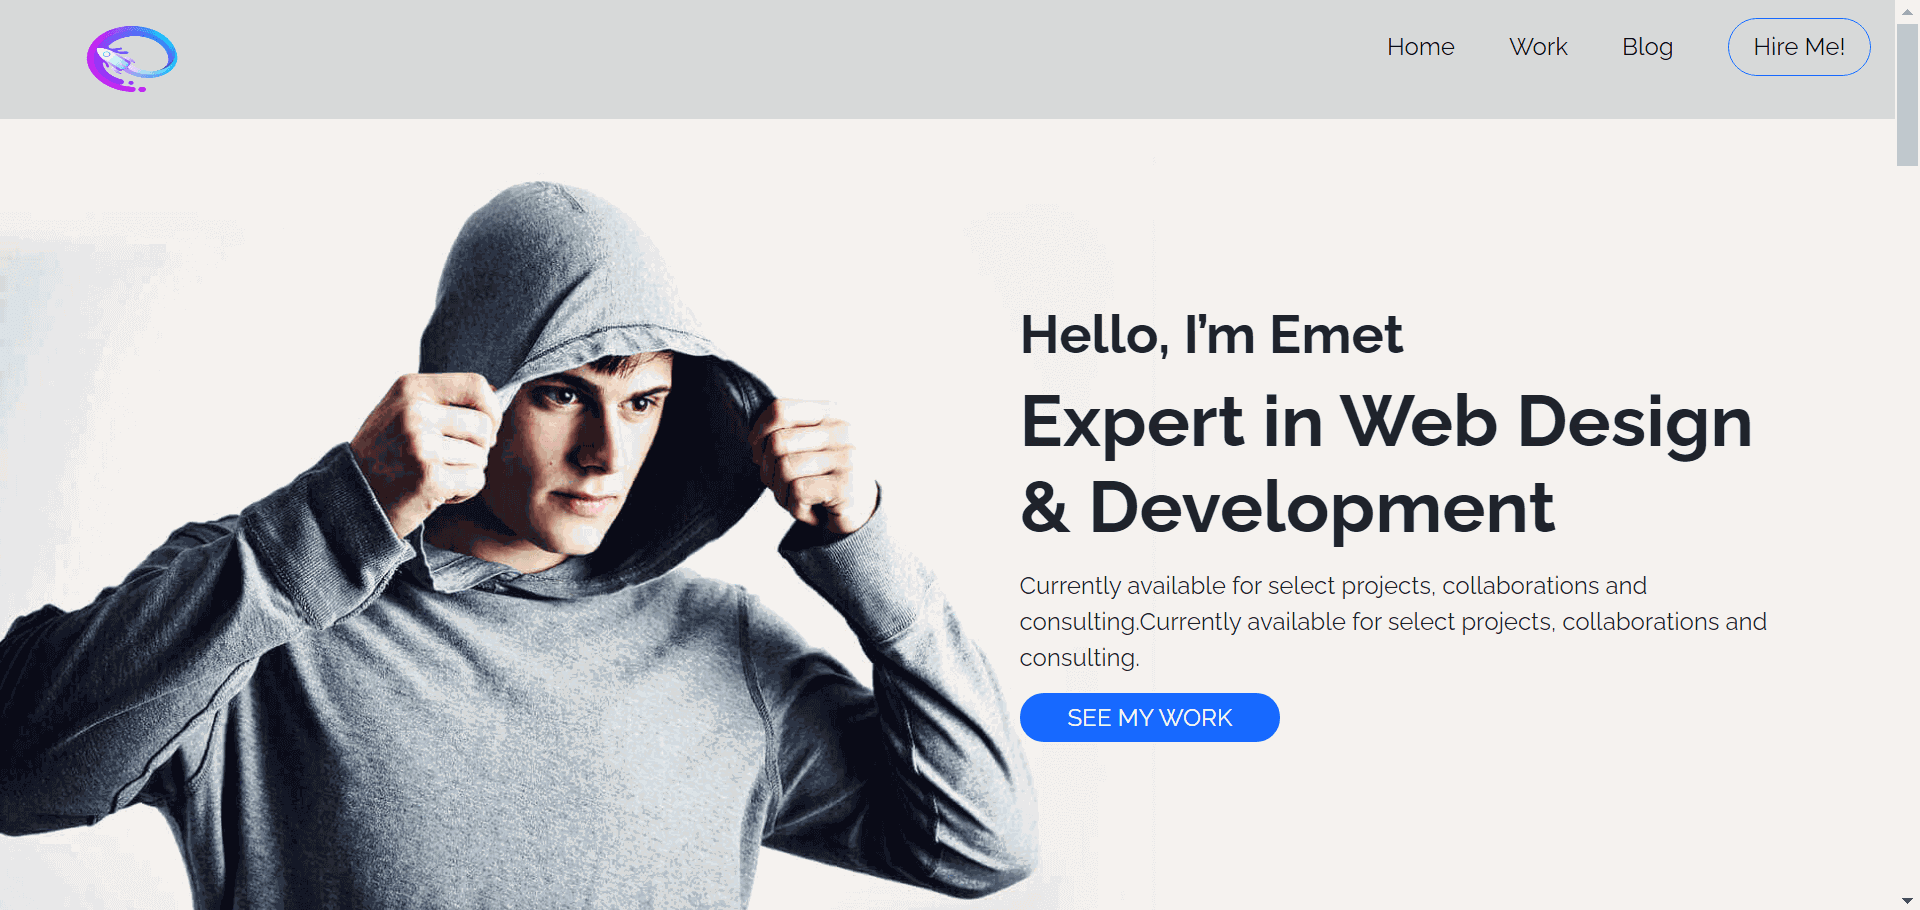 Home
Work
Blog
Hire Me!
Hello, I’m Emet
Expert in Web Design
& Development
Currently available for select projects, collaborations and
consulting.Currently available for select projects, collaborations and
consulting.
SEE MY WORK